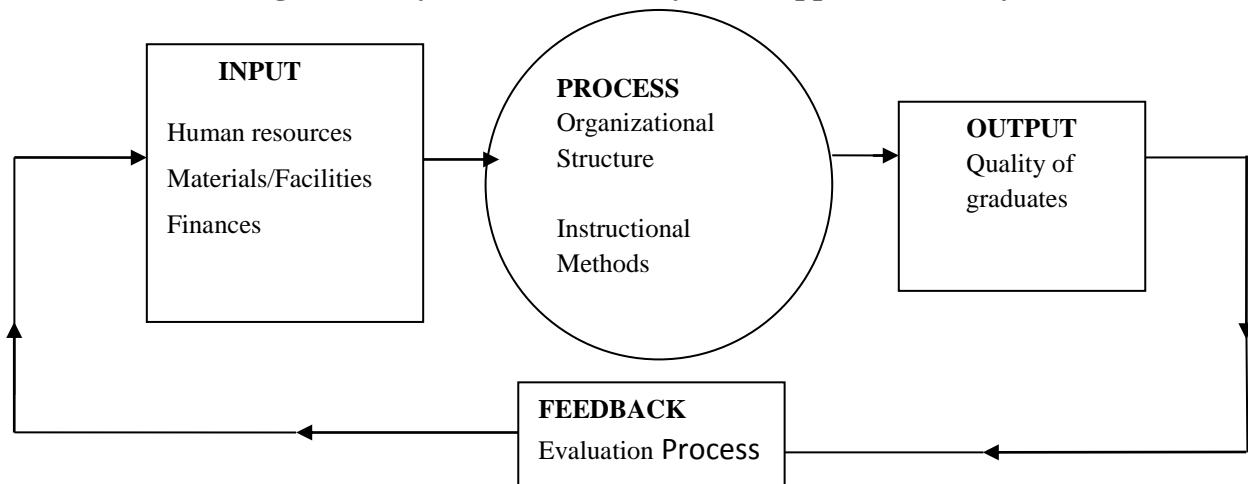 INPUT
Human resources
Materials/Facilities
Finances
PROCESS
Organizational
Structure
Instructional
Methods
OUTPUT
Quality of
graduates
FEEDBACK
Evaluation Process